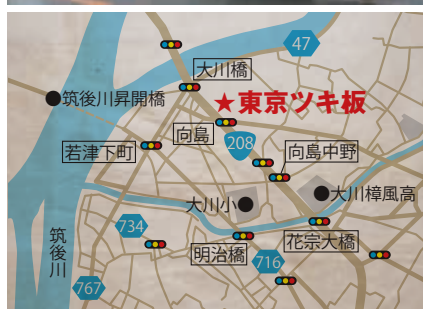 47
大川橋
筑後川昇開橋
★東京ツキ板
向島
208
若津下町
向島中野
大川小
大川樟風高
734
筑後川
明治橋
花宗大橋
716
767